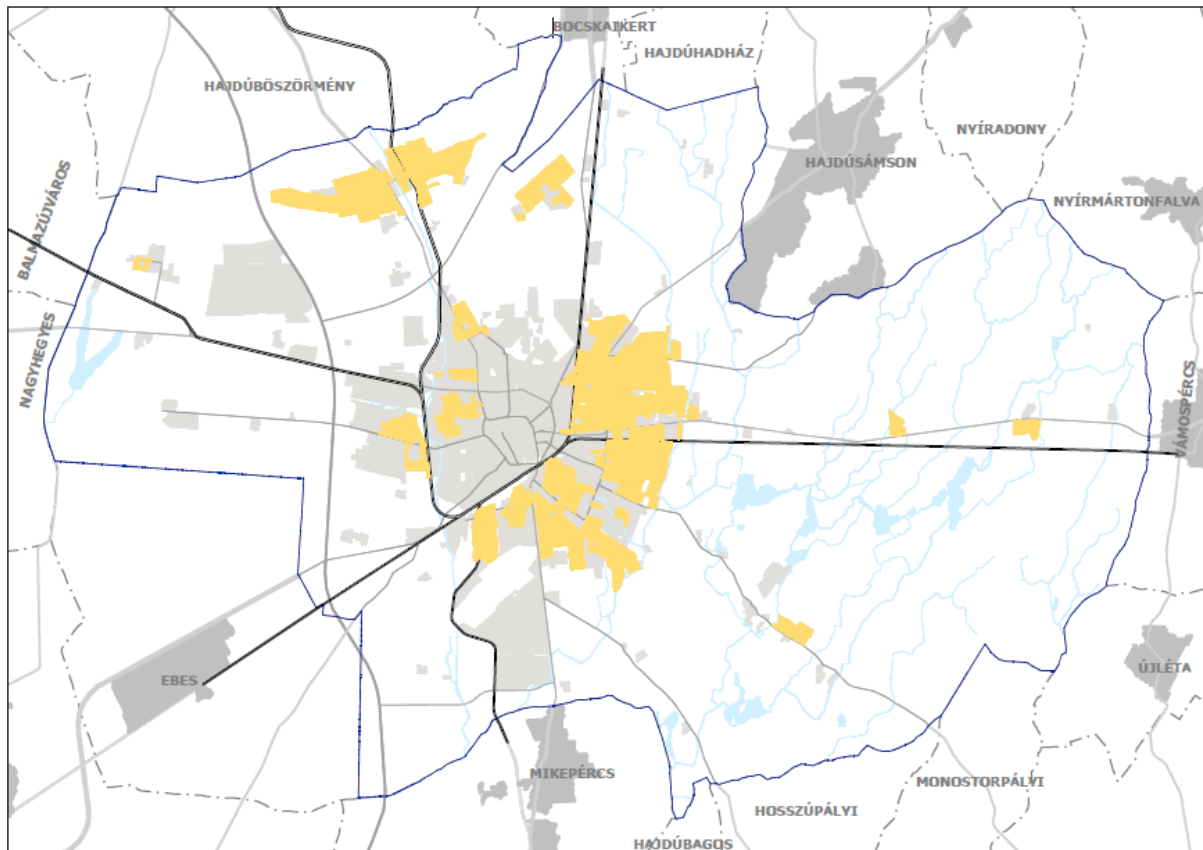 BOCSKAIKERT
HAJDÚHADHÁZ
HAJDÚBÖSZÖRMÉNY
NYÍRADONY
HAJDÚSÁMSON
NYÍRMÁRTONFALVA
BALMAZÚJVÁROS
NAGYHEGYES
VÁMOSPÉRCS
EBES
ÚJLÉTA
MIKEPÉRCS
MONOSTORPÁLYI
HOSSZÚPÁLYI
HAJDÚBAGOS